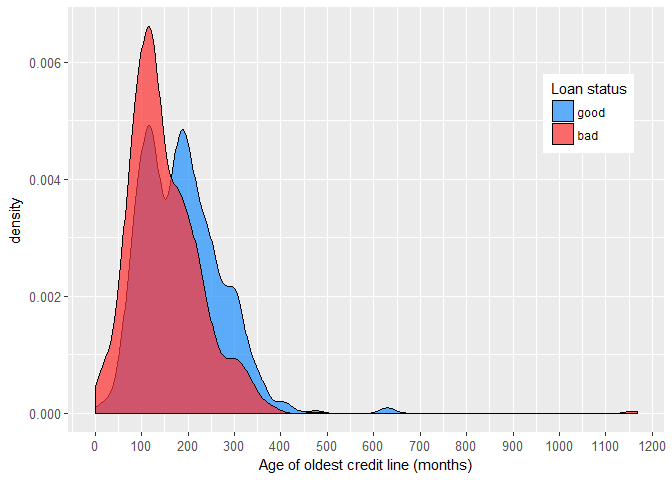 Loan status
good
bad
0.006
0.004
0.002
0.000
density
0 100 200 300 400 500 600 700 800 900 1000 1100 1200
Age of oldest credit line (months)